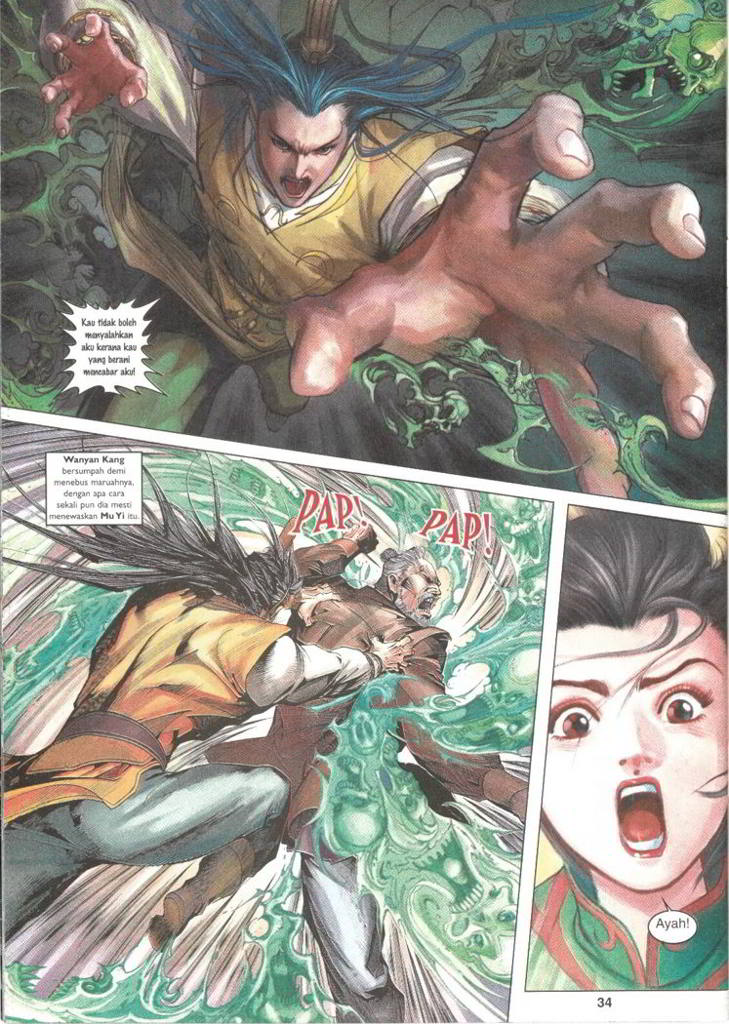 Kau tidak boleh
menyalahkan
aku kerana kau
yang berani
mencabar aku!
Wanyan Kang
bersumpah demi
menebus maruahnya,
dengan apa cara
sekali pun dia mesti
menewaskan Mu Yi itu.
PAP!
PAP!
Ayah!
34